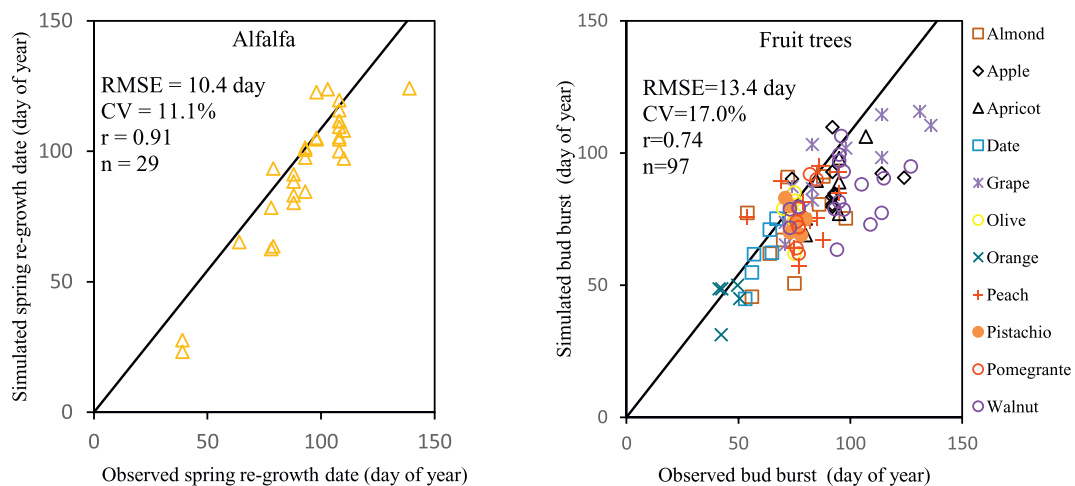 Alfalfa
RMSE = 10.4 day
CV = 11.1%
r = 0.91
n = 29
150
100
50
0
0 50 100 150
Simulated spring re-growth date (day of year)
Observed spring re-growth date (day of year)
Fruit trees
RMSE=13.4 day
CV=17.0%
r=0.74
n=97
150
100
50
0
0 50 100 150
Simulated bud burst (day of year)
Observed bud burst (day of year)
Almond
Apple
Apricot
Date
Grape
Olive
Orange
Peach
Pistachio
Pomegrante
Walnut